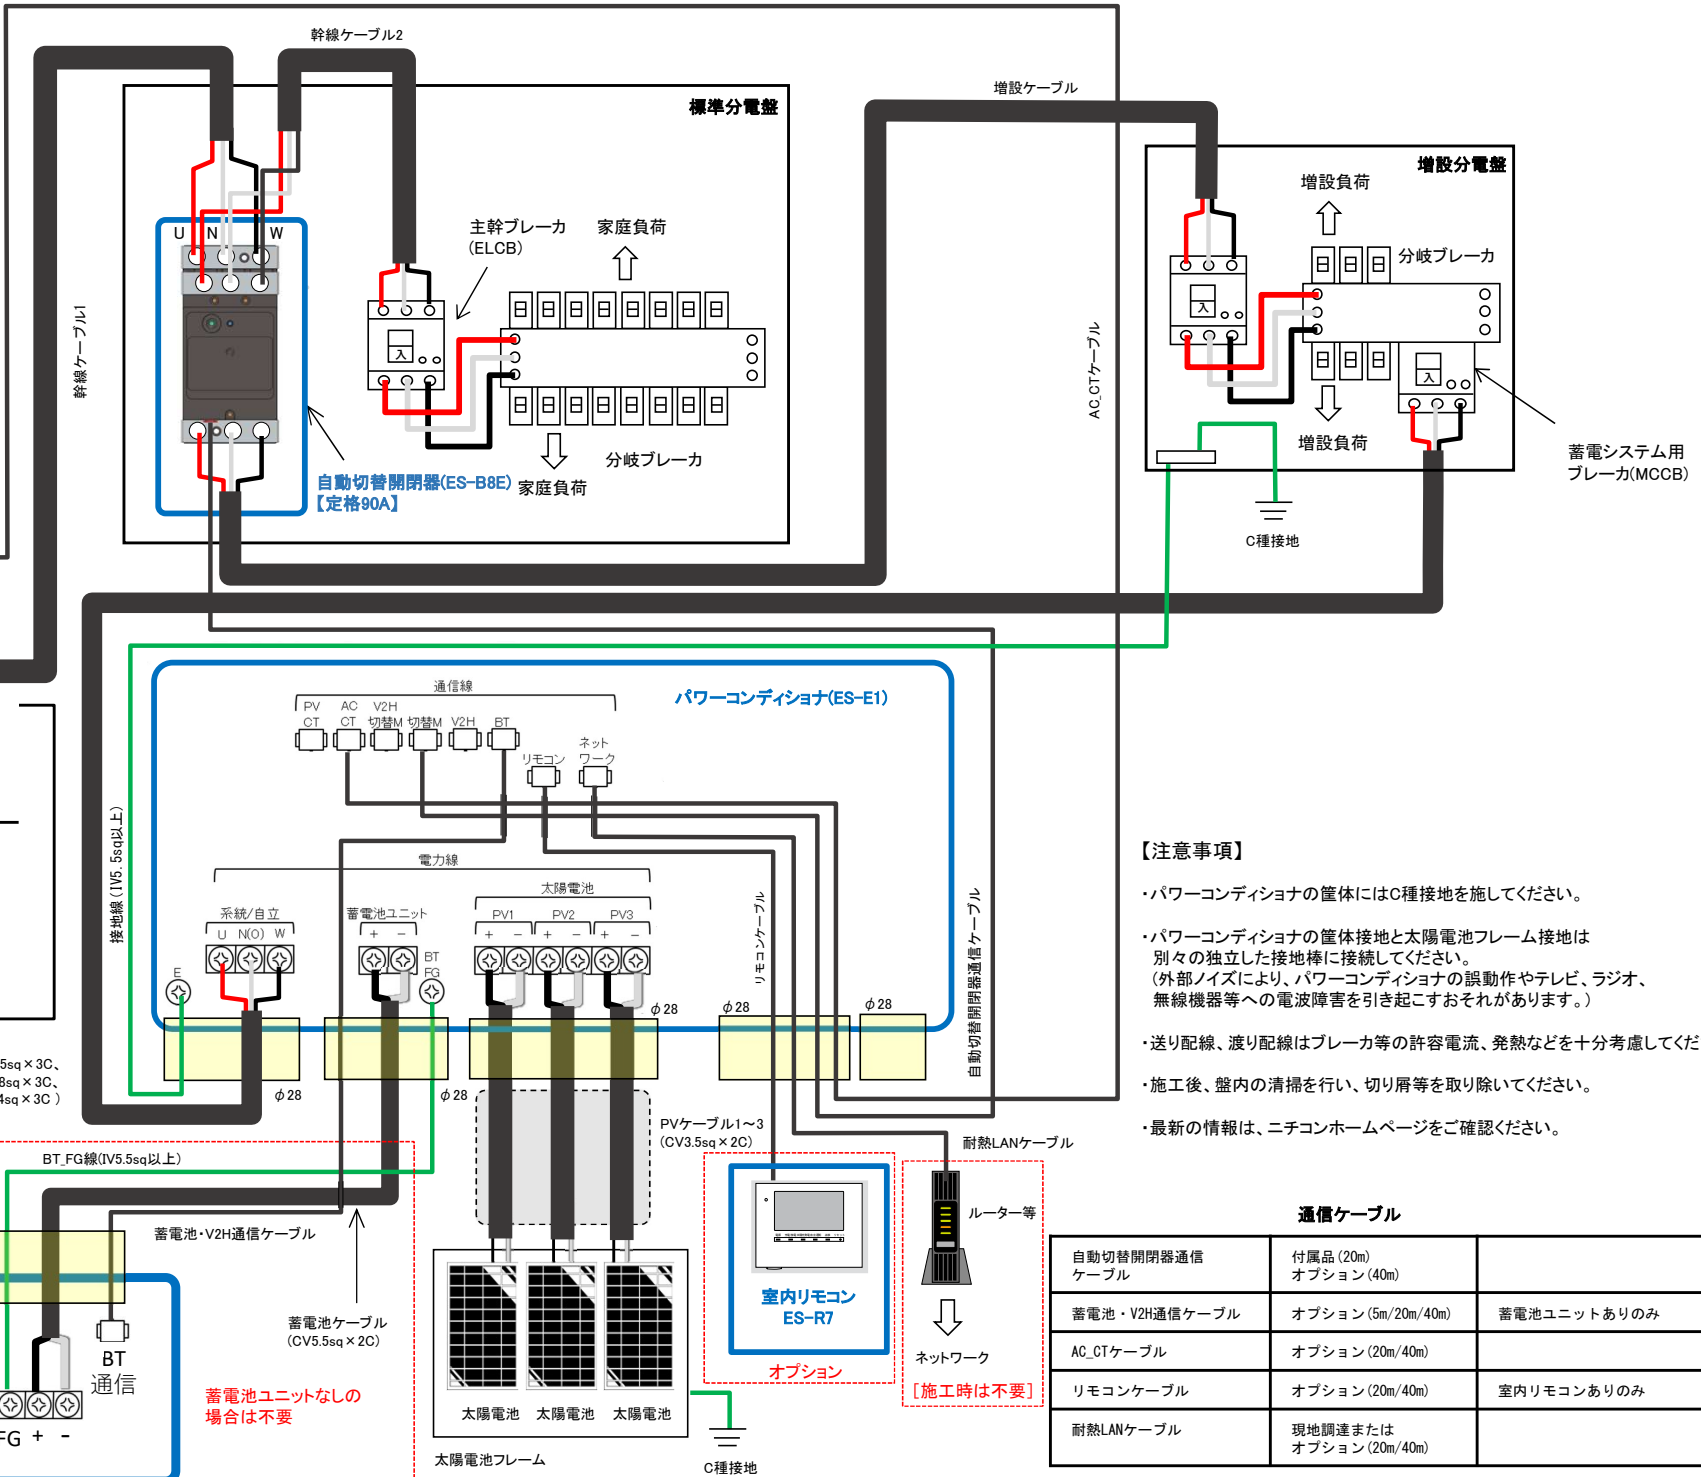 幹線ケーブル2
標準分電盤
増設ケーブル
増設分電盤
増設負荷
分岐ブレーカ
入
増設負荷
蓄電システム用
ブレーカ(MCCB)
C種接地
U N W
主幹ブレーカ
(ELCB)
家庭負荷
入
分岐ブレーカ
家庭負荷
自動切替開閉器(ES-B8E)
【定格90A】
幹線ケーブル1
AC_CTケーブル
入
パワーコンディショナ(ES-E1)
通信線
PV AC V2H
CT CT 切替M 切替M V2H BT
ネット
リモコン ワーク
電力線
太陽電池
系統/自立 蓄電池ユニット PV1 PV2 PV3
U N(O) W + − + − + − + −
BT
FG
E
接地線(IV5.5sq以上)
リモコンケーブル
自動切替開閉器通信ケーブル
φ28
φ28
φ28
φ28
φ28
5sq×3C、
8sq×3C、
4sq×3C )
BT_FG線(IV5.5sq以上)
PVケーブル1～3
(CV3.5sq×2C)
耐熱LANケーブル
蓄電池・V2H通信ケーブル
蓄電池ケーブル
(CV5.5sq×2C)
BT
通信
FG + -
蓄電池ユニットなしの
場合は不要
太陽電池 太陽電池 太陽電池
太陽電池フレーム
C種接地
室内リモコン
ES-R7
オプション
ルーター等
ネットワーク
[施工時は不要]
【注意事項】
・パワーコンディショナの筐体にはC種接地を施してください。
・パワーコンディショナの筐体接地と太陽電池フレーム接地は
別々の独立した接地棒に接続してください。
(外部ノイズにより、パワーコンディショナの誤動作やテレビ、ラジオ、
無線機器等への電波障害を引き起こすおそれがあります。)
・送り配線、渡り配線はブレーカ等の許容電流、発熱などを十分考慮してくだ
・施工後、盤内の清掃を行い、切り屑等を取り除いてください。
・最新の情報は、ニチコンホームページをご確認ください。
通信ケーブル
自動切替開閉器通信 付属品(20m)
ケーブル オプション(40m)
蓄電池・V2H通信ケーブル オプション(5m/20m/40m) 蓄電池ユニットありのみ
AC_CTケーブル オプション(20m/40m)
リモコンケーブル オプション(20m/40m) 室内リモコンありのみ
耐熱LANケーブル 現地調達または
オプション(20m/40m)